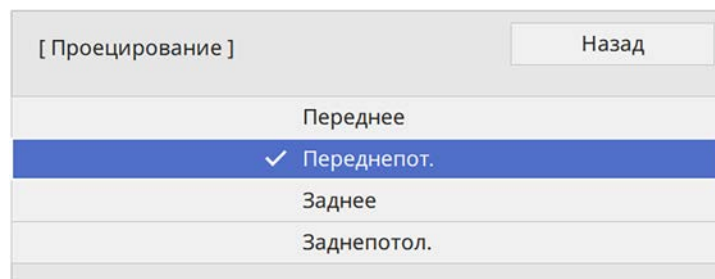 [ Проецирование ]
Назад
Переднее
Переднепот.
Заднее
Заднепотол.